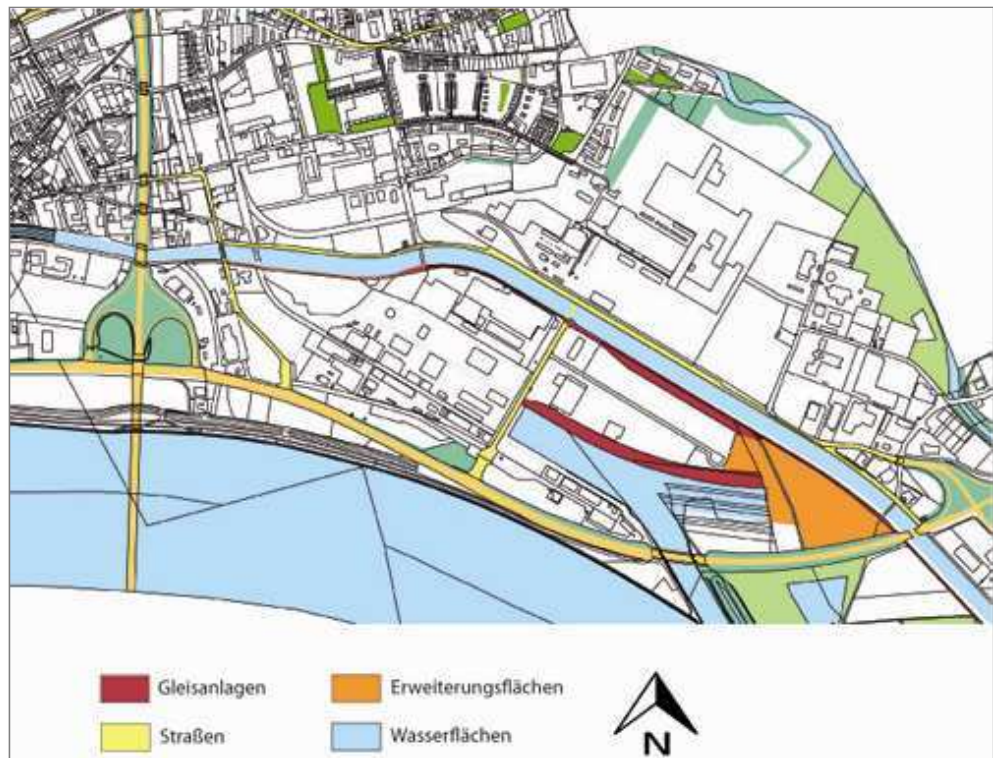 Gleisanlagen
Erweiterungsflächen
Straßen
Wasserflächen
N